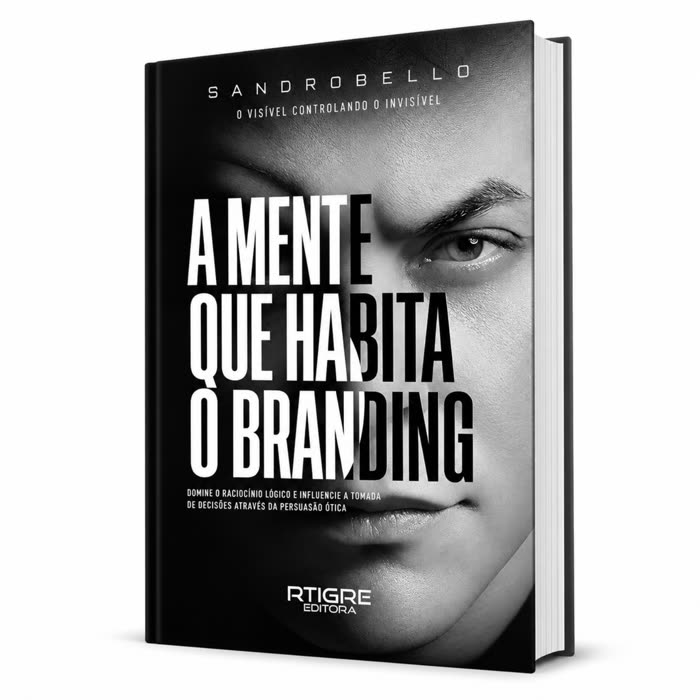 SANDROBELLO
O VISÍVEL CONTROLANDO O INVISÍVEL
A MENTE
QUE HABITA
O BRANDING
DOMINE O RACIOCÍNIO LÓGICO E INFLUENCIE A TOMADA
DE DECISÕES ATRAVÉS DA PERSUASÃO ÓTICA
RTIGRE
EDITORA